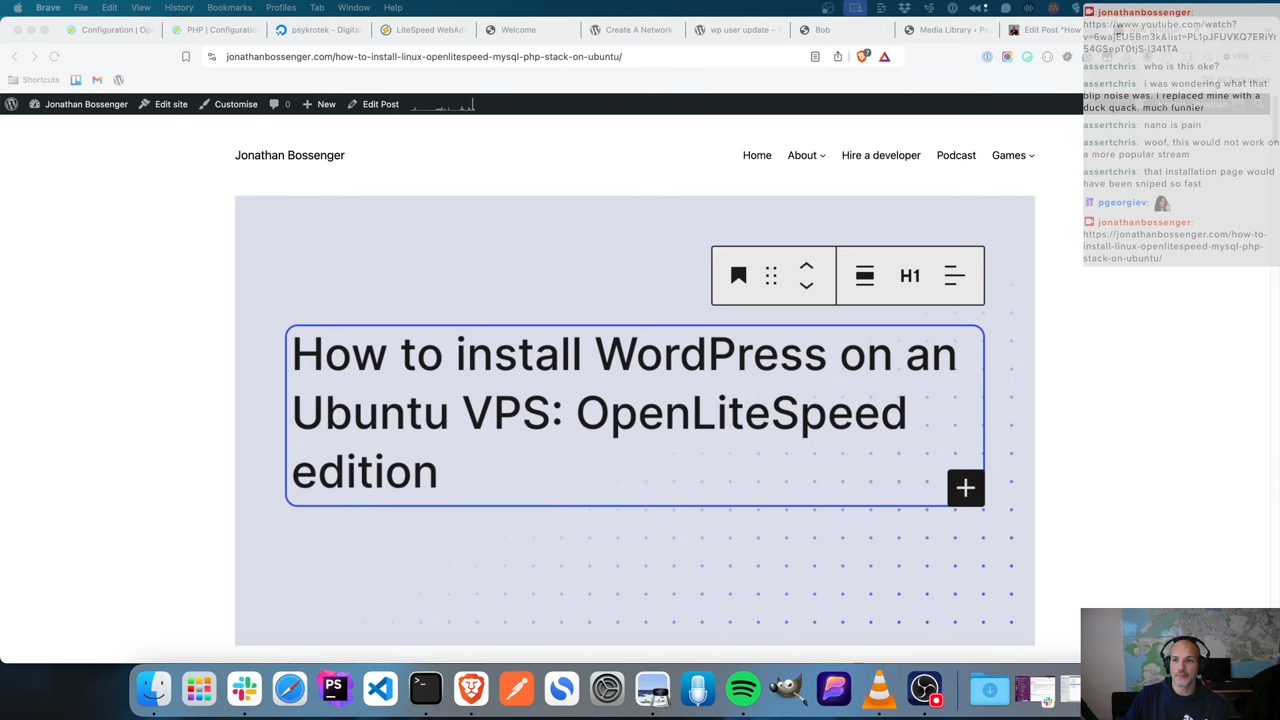 Brave File Edit View History Bookmarks Profiles Tab Window Help
Configuration | Op
PHP | Configuratio
psykrotek - Digital
LiteSpeed WebAdm
Welcome
Create A Network
wp user update –
Bob
Media Library ‹ Ps
Edit Post "How
jonathanbossenger.com/how-to-install-linux-openlitespeed-mysql-php-stack-on-ubuntu/
VPN
Shortcuts
Jonathan Bossenger Edit site Customise 0 New Edit Post
Jonathan Bossenger
Home About Hire a developer Podcast Games
H1
How to install WordPress on an
Ubuntu VPS: OpenLiteSpeed
edition
jonathanbossenger:
https://www.youtube.com/watch?
assertchris: who is this oke?
assertchris: i was wondering what that
blip noise was. i replaced mine with a
duck quack. much funnier
assertchris: nano is pain
assertchris: woof, this would not work on
a more popular stream
assertchris: that installation page would
have been sniped so fast
pgeorgiev:
jonathanbossenger:
https://jonathanbossenger.com/how-to-
install-linux-openlitespeed-mysql-php-
stack-on-ubuntu/
PS
>_